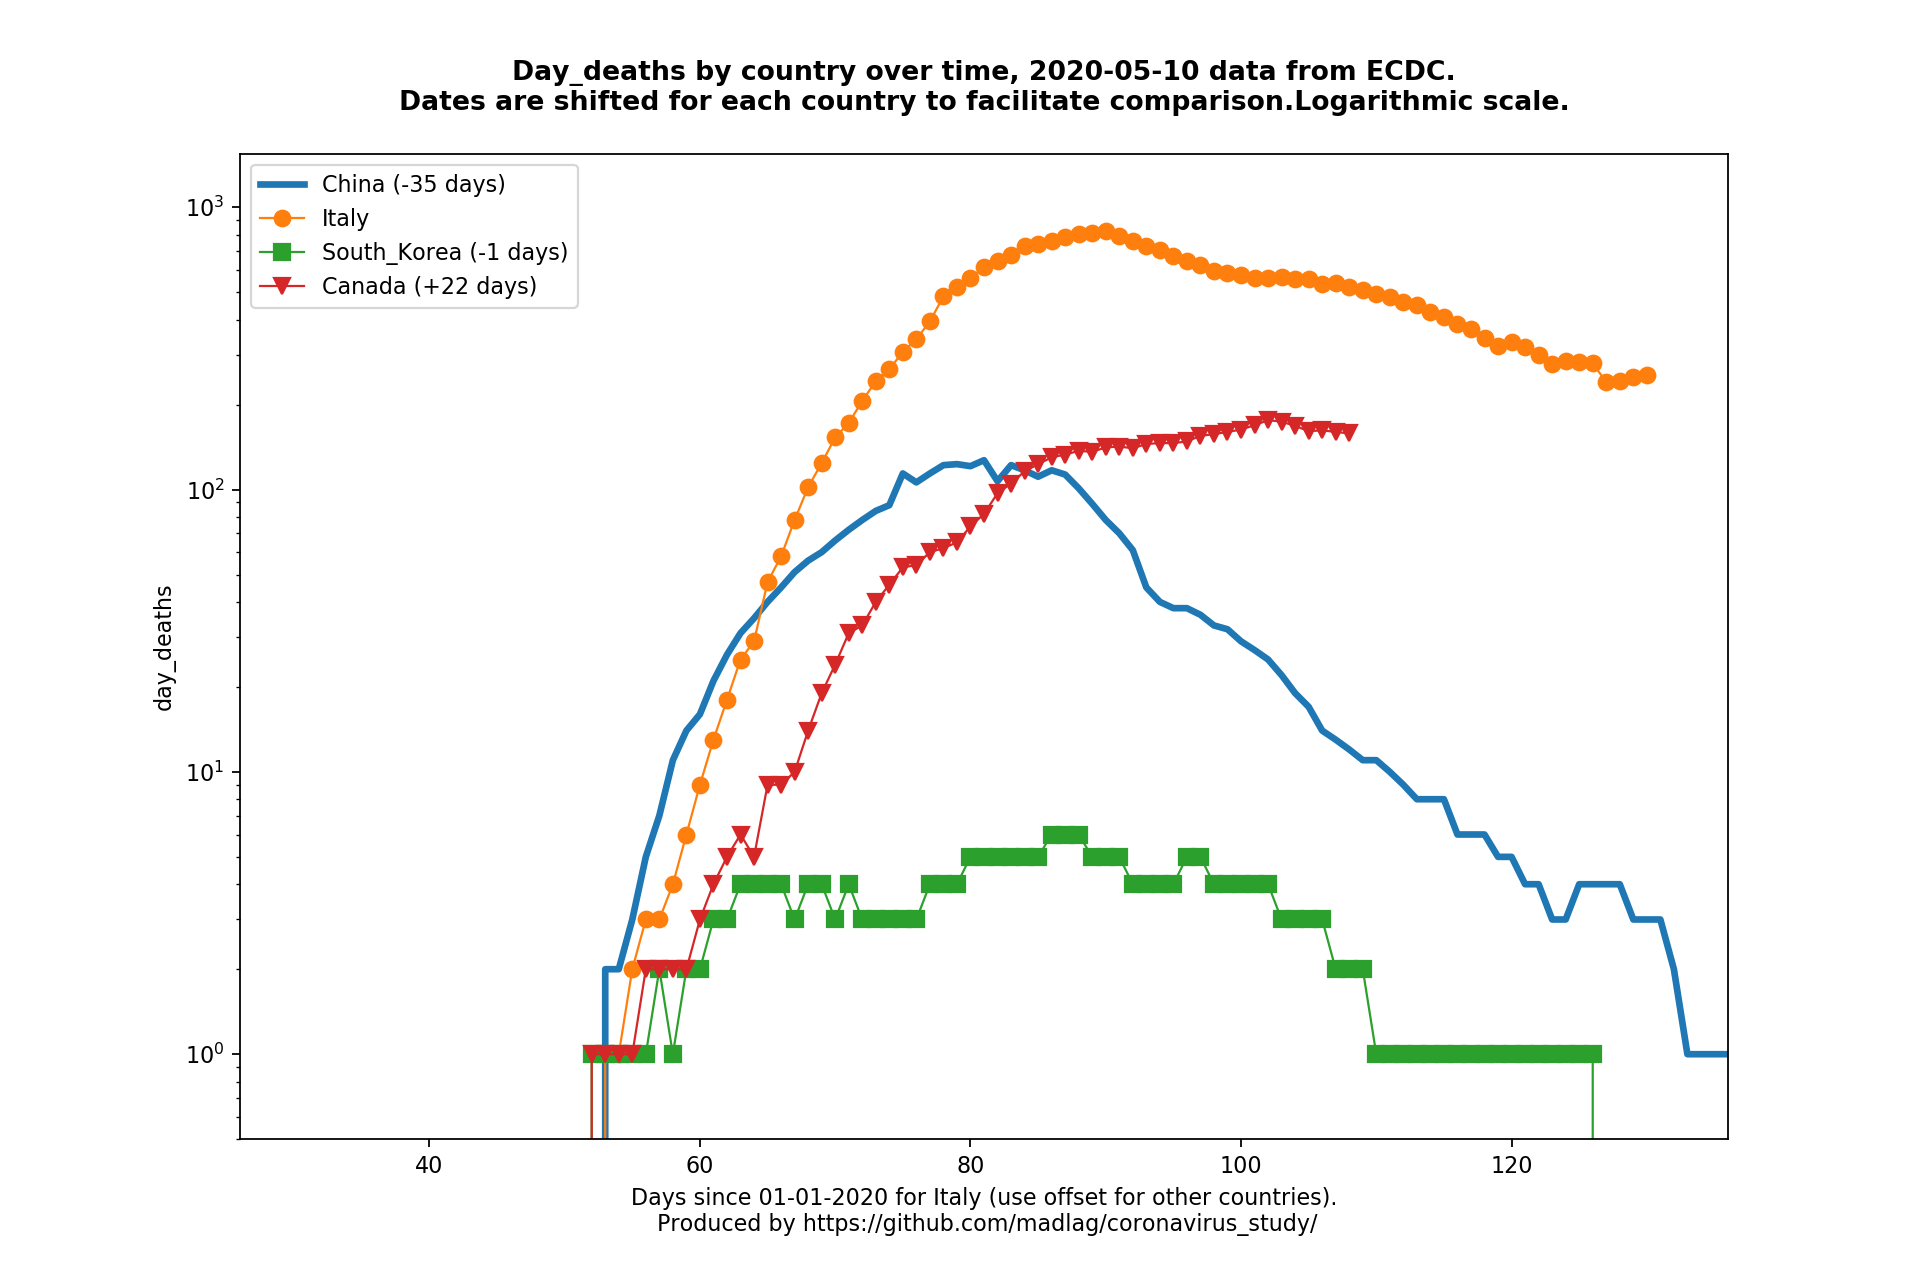 Day_deaths by country over time, 2020-05-10 data from ECDC.
Dates are shifted for each country to facilitate comparison.Logarithmic scale.
China (-35 days)
Italy
South_Korea (-1 days)
Canada (+22 days)
10³
10²
10¹
10⁰
day_deaths
40 60 80 100 120
Days since 01-01-2020 for Italy (use offset for other countries).
Produced by https://github.com/madlag/coronavirus_study/